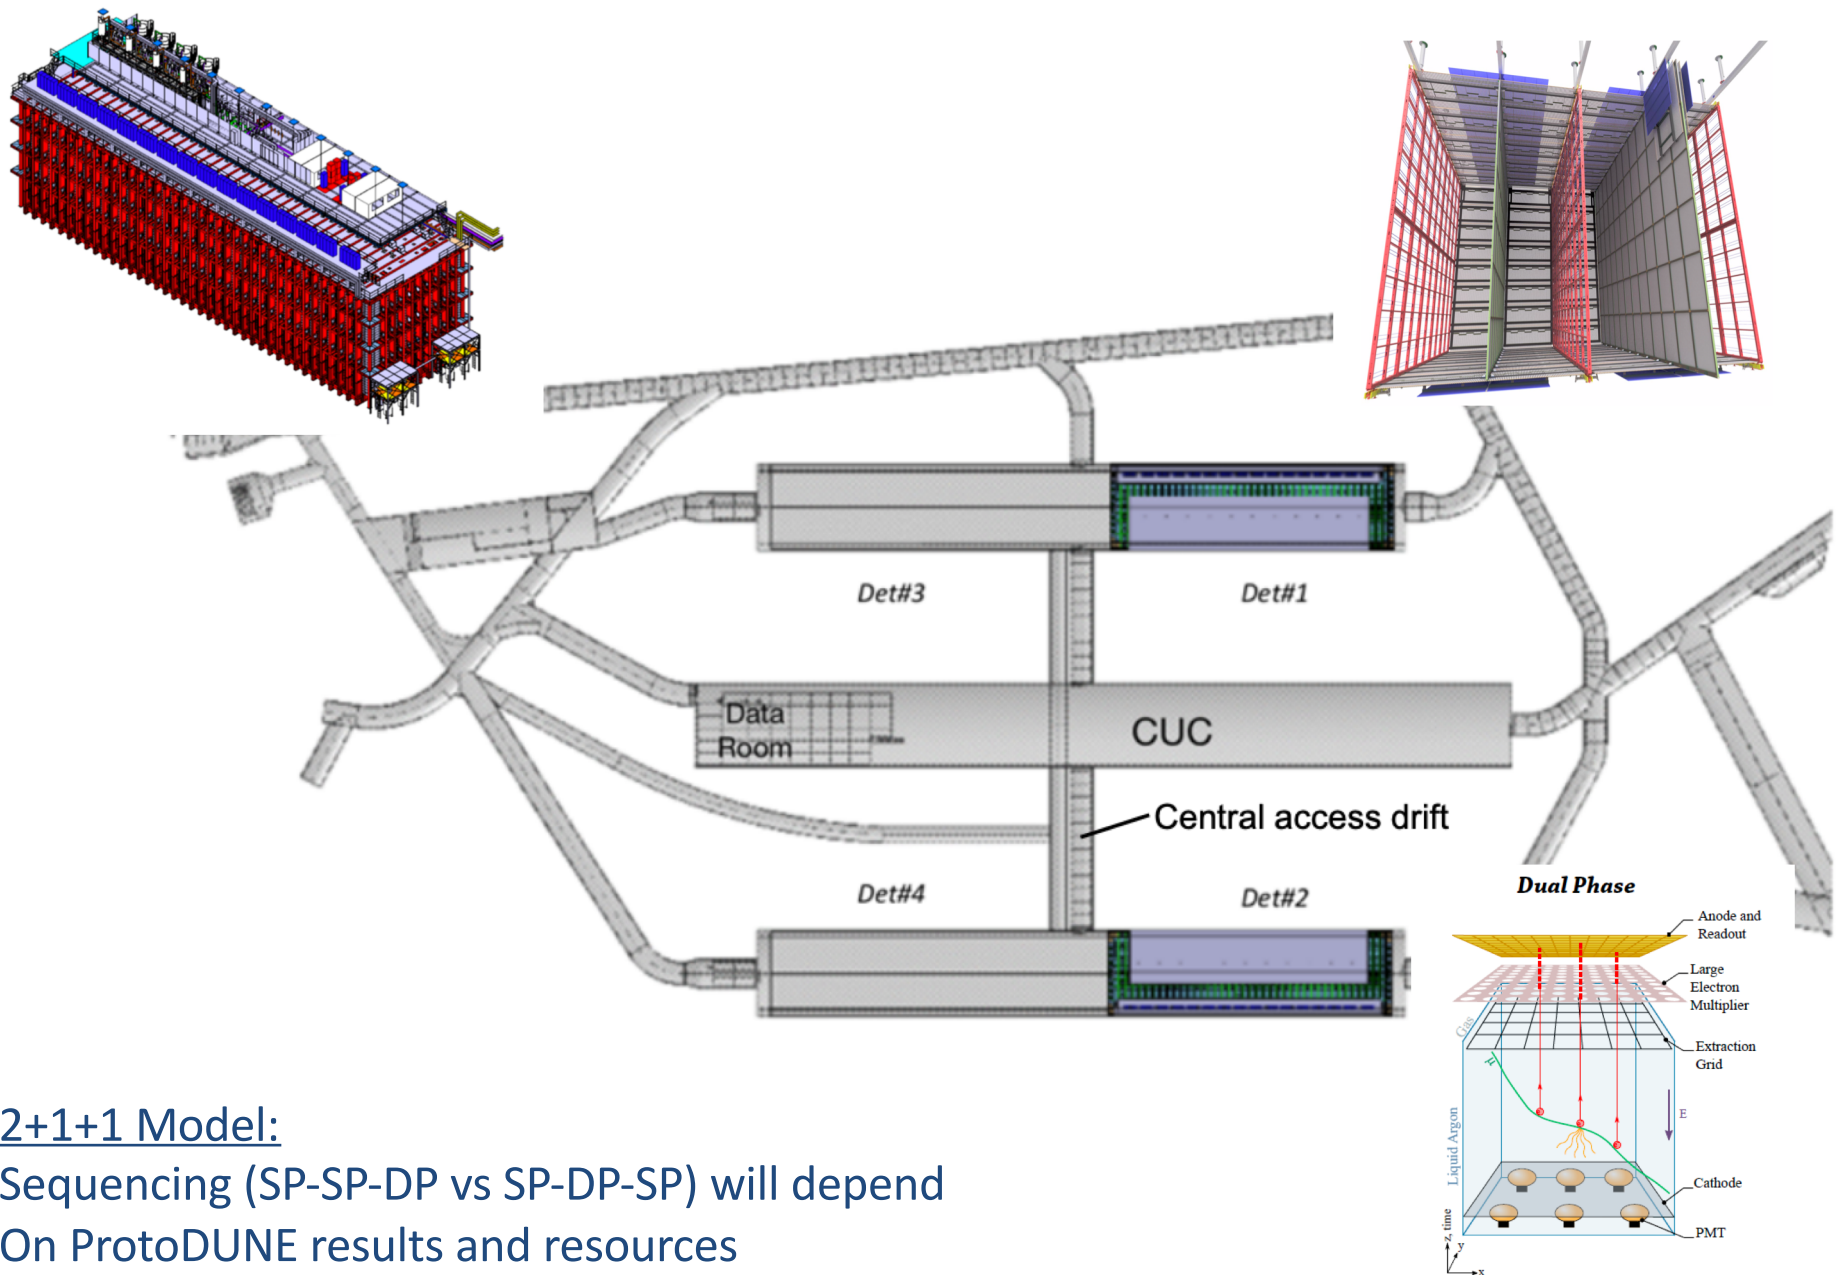 Det#3
Det#1
Data
Room
CUC
Central access drift
Det#4
Det#2
Dual Phase
Anode and
Readout
Large
Electron
Multiplier
Gas
Extraction
Grid
μ
E
Liquid Argon
Cathode
PMT
z, time
y
x
2+1+1 Model:
Sequencing (SP-SP-DP vs SP-DP-SP) will depend
On ProtoDUNE results and resources